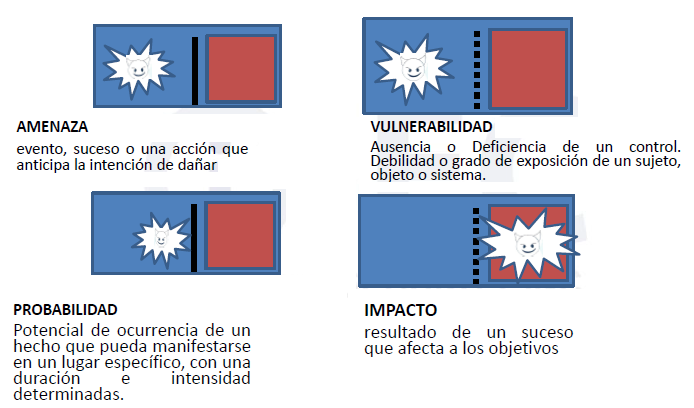 AMENAZA
evento, suceso o una acción que
anticipa la intención de dañar
VULNERABILIDAD
Ausencia o Deficiencia de un control.
Debilidad o grado de exposición de un sujeto,
objeto o sistema.
PROBABILIDAD
Potencial de ocurrencia de un
hecho que pueda manifestarse
en un lugar específico, con una
duración e intensidad
determinadas.
IMPACTO
resultado de un suceso
que afecta a los objetivos